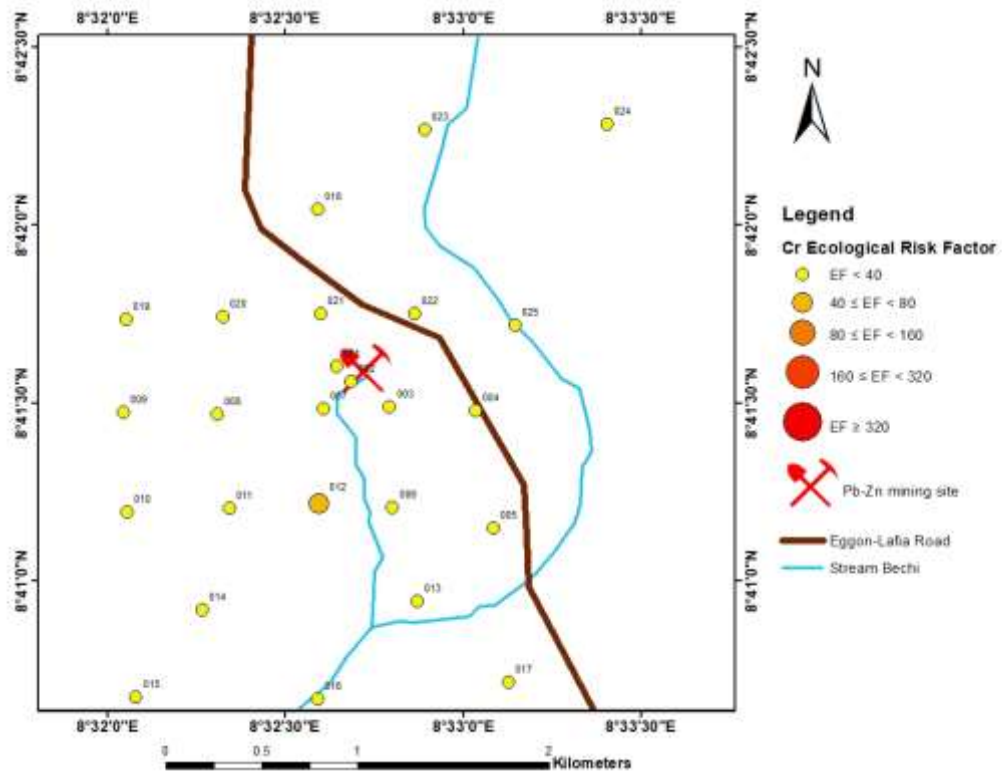 8°32'0"E 8°32'30"E 8°33'0"E 8°33'30"E
8°42'30"N 8°42'30"N
N
024
023
018
Legend
8°42'0"N 8°42'0"N
Cr Ecological Risk Factor
EF < 40
019 020 021 022 025
40 ≤ EF < 80
80 ≤ EF < 160
160 ≤ EF < 320
003 004
009
8°41'30"N 8°41'30"N
EF ≥ 320
010 011 012
Pb-Zn mining site
005
Eggon-Lafia Road
Stream Bechi
8°41'0"N 8°41'0"N
014 013
015 016 017
8°32'0"E 8°32'30"E 8°33'0"E 8°33'30"E
0 0.5 1 2
Kilometers